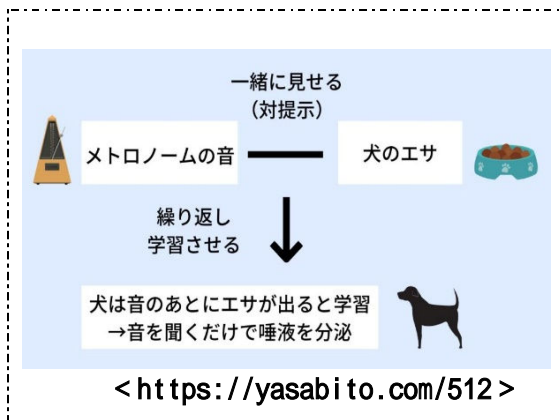 一緒に見せる
(対提示)
メトロノームの音
犬のエサ
繰り返し
学習させる
犬は音のあとにエサが出ると学習
→音を聞くだけで唾液を分泌
<https://yasabito.com/512>